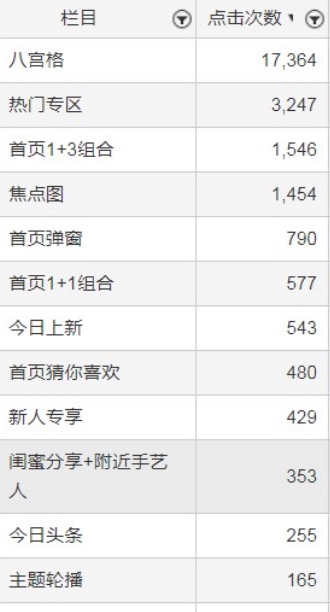 栏目 点击次数
八宫格 17,364
热门专区 3,247
首页1+3组合 1,546
焦点图 1,454
首页弹窗 790
首页1+1组合 577
今日上新 543
首页猜你喜欢 480
新人专享 429
闺蜜分享+附近手艺
人 353
今日头条 255
主题轮播 165